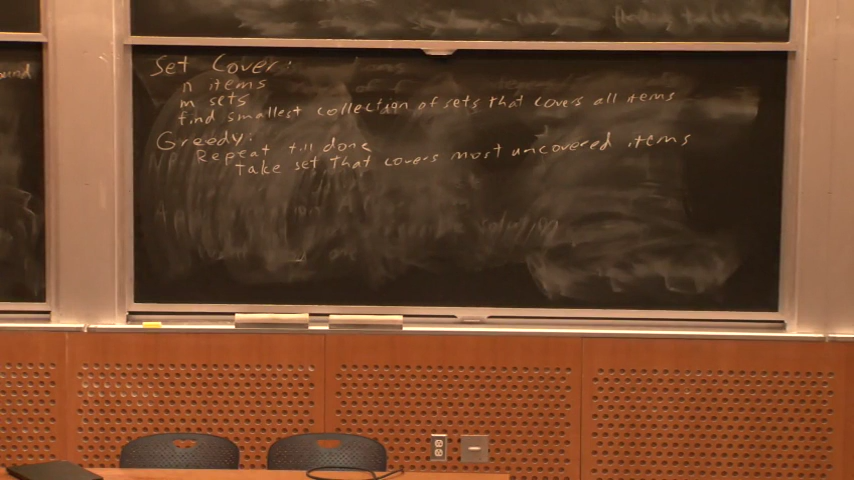 Set Cover:
n items
m sets
find smallest collection of sets that covers all items
Greedy:
Repeat till done
Take set that covers most uncovered items